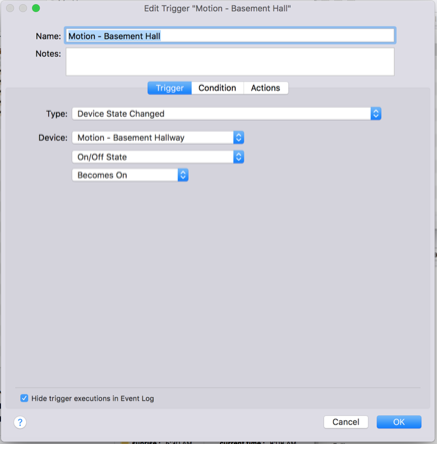 Edit Trigger "Motion - Basement Hall"
Name: Motion - Basement Hall
Notes:
Trigger Condition Actions
Type: Device State Changed
Device: Motion - Basement Hallway
On/Off State
Becomes On
Hide trigger executions in Event Log
? Cancel OK